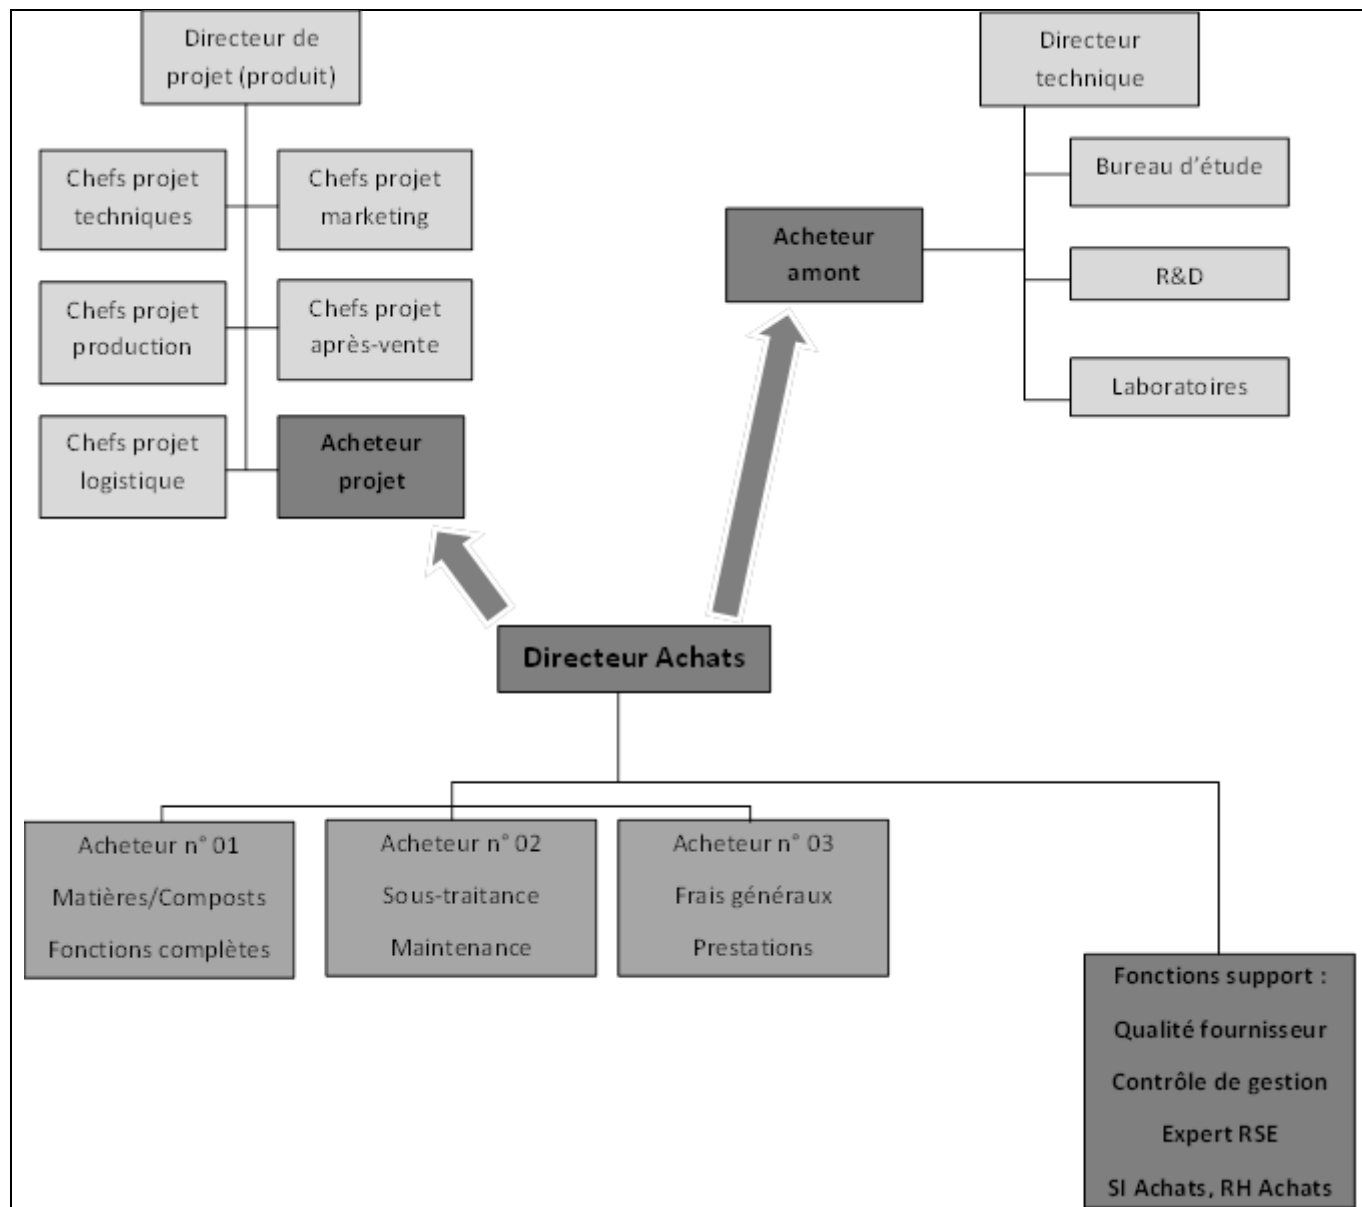 Directeur de
projet (produit)
Directeur
technique
Chefs projet
techniques
Chefs projet
marketing
Bureau d'étude
Acheteur
amont
R&D
Chefs projet
production
Chefs projet
après-vente
Laboratoires
Chefs projet
logistique
Acheteur
projet
Directeur Achats
Acheteur n° 01
Matières/Composts
Fonctions complètes
Acheteur n° 02
Sous-traitance
Maintenance
Acheteur n° 03
Frais généraux
Prestations
Fonctions support :
Qualité fournisseur
Contrôle de gestion
Expert RSE
SI Achats, RH Achats